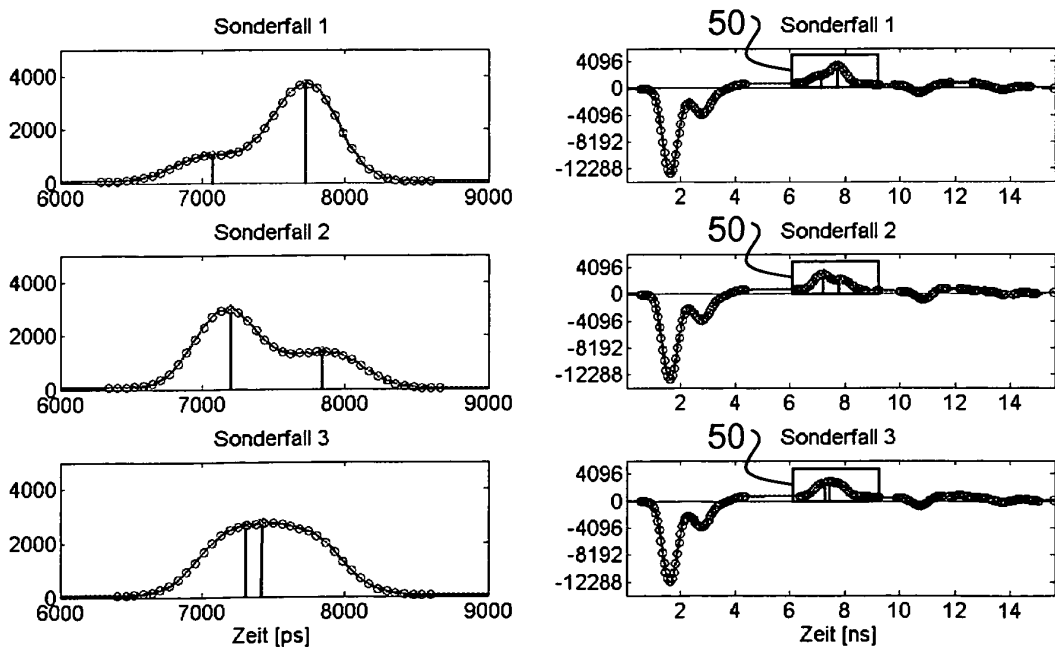 Sonderfall 1
4000
2000
0
6000 7000 8000 9000
Sonderfall 2
4000
2000
0
6000 7000 8000 9000
Sonderfall 3
4000
2000
0
6000 7000 8000 9000
Zeit [ps]
50 Sonderfall 1
4096
0
-4096
-8192
-12288
2 4 6 8 10 12 14
50 Sonderfall 2
4096
0
-4096
-8192
-12288
2 4 6 8 10 12 14
50 Sonderfall 3
4096
0
-4096
-8192
-12288
2 4 6 8 10 12 14
Zeit [ns]